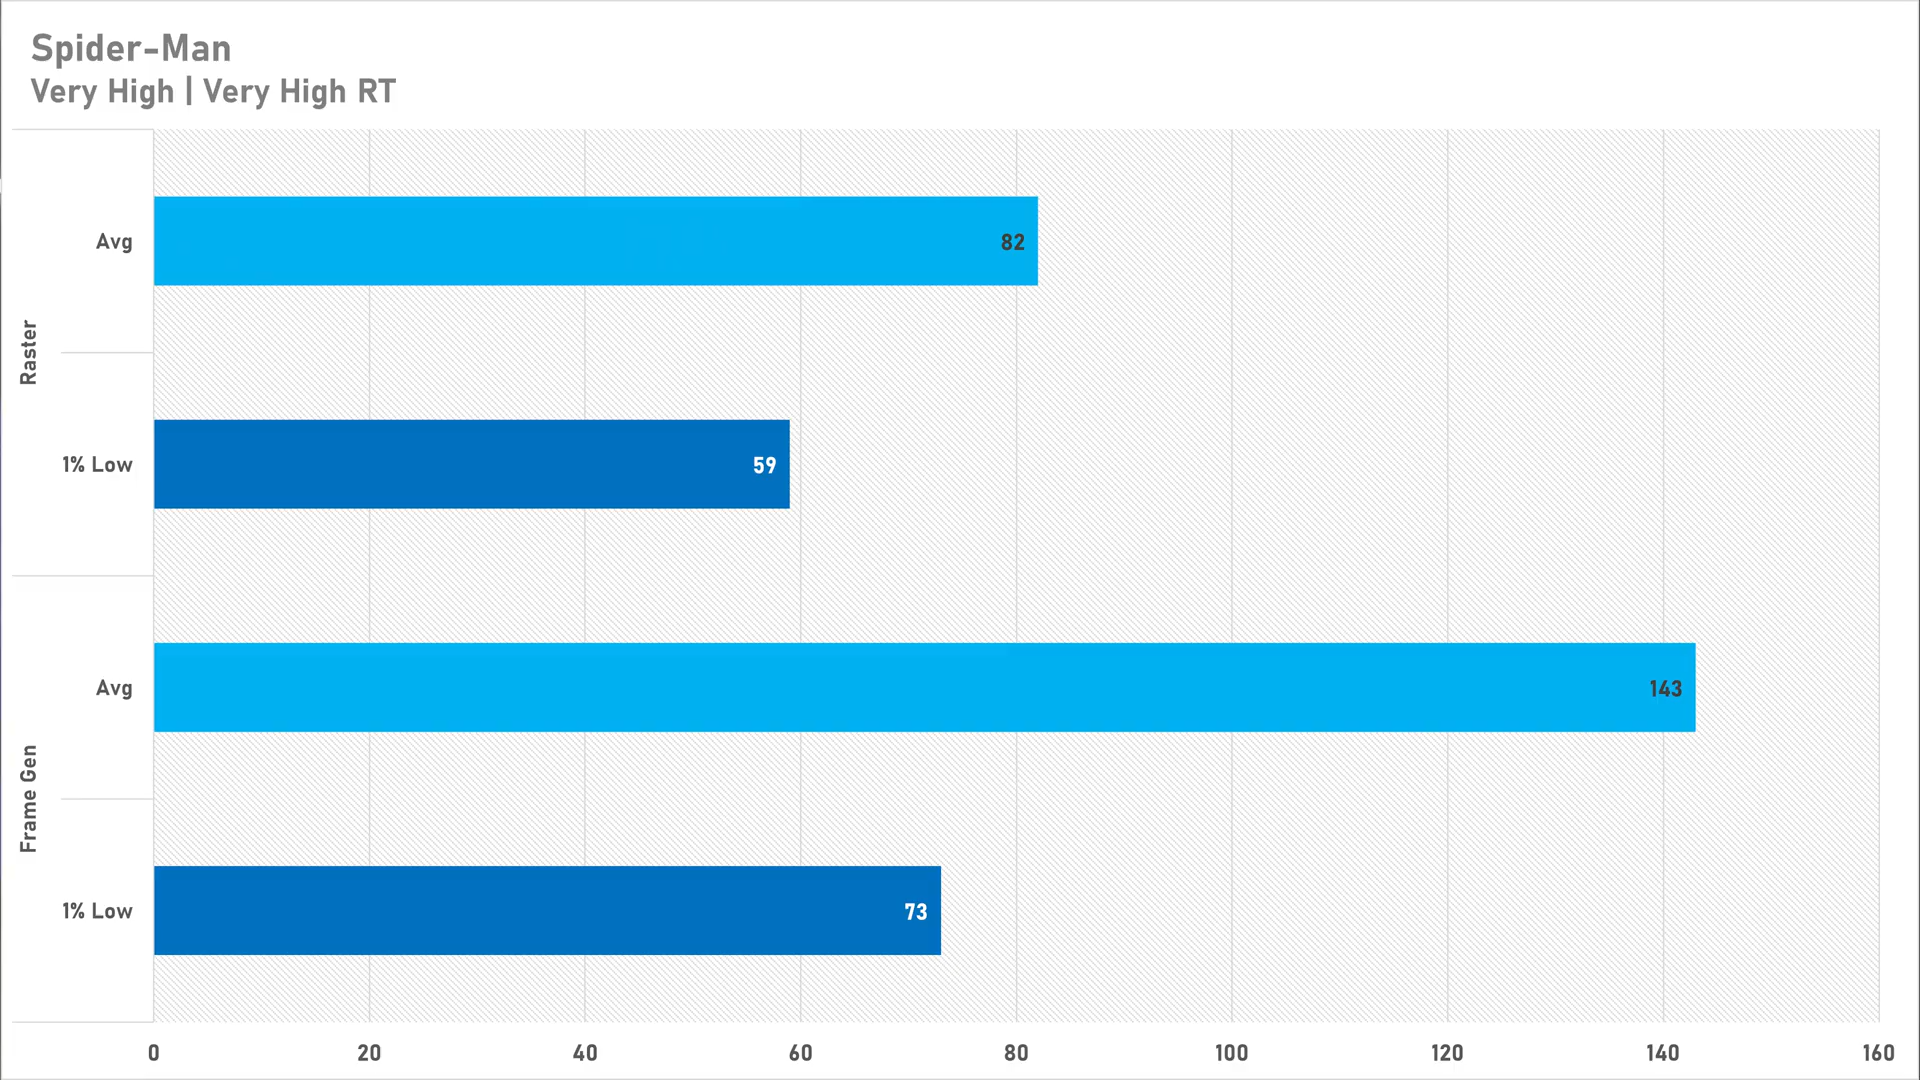 Spider-Man
Very High | Very High RT
Raster
Avg
82
1% Low
59
Frame Gen
Avg
143
1% Low
73
0 20 40 60 80 100 120 140 160